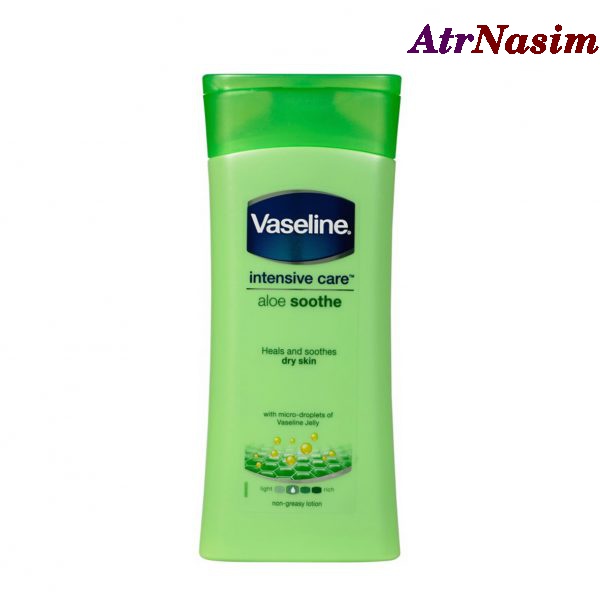 AtrNasim
Vaseline®
intensive care™
aloe soothe
Heals and soothes
dry skin
with micro-droplets of
Vaseline Jelly
light rich
non-greasy lotion